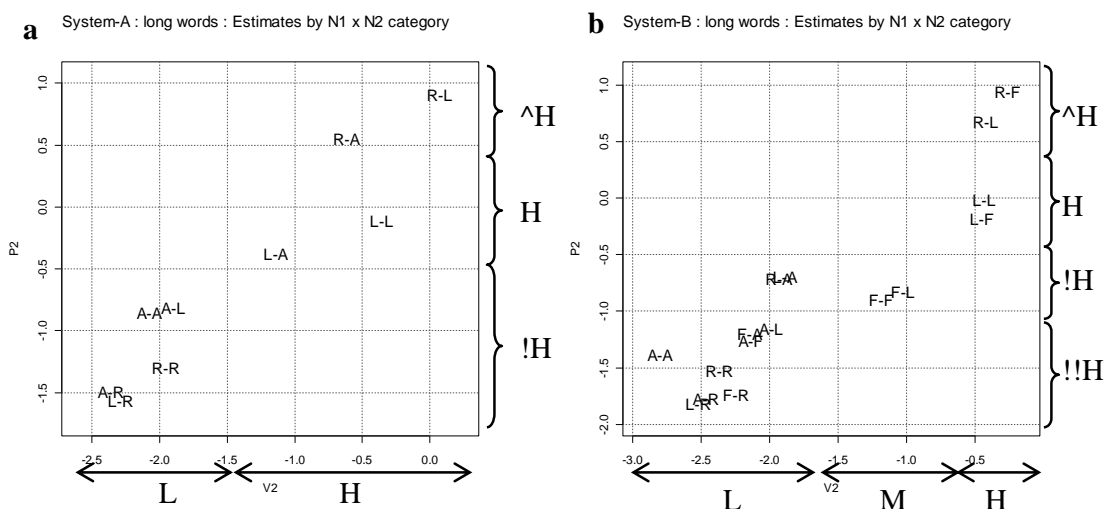 a System-A : long words : Estimates by N1 x N2 category
P2
1.0
0.5
0.0
-0.5
-1.0
-1.5
R-L
R-A
L-L
L-A
A-A A-L
R-R
A-R
L-R
^H
H
!H
-2.5 -2.0 -1.5 -1.0 -0.5 0.0
L V2 H
b System-B : long words : Estimates by N1 x N2 category
P2
1.0
0.5
0.0
-0.5
-1.0
-1.5
-2.0
R-F
R-L
L-L
L-F
R-A L-A
F-F F-L
F-A A-L
A-F
A-A
R-R
A-R F-R
L-R
^H
H
!H
!!H
-3.0 -2.5 -2.0 -1.5 -1.0 -0.5
L V2 M H